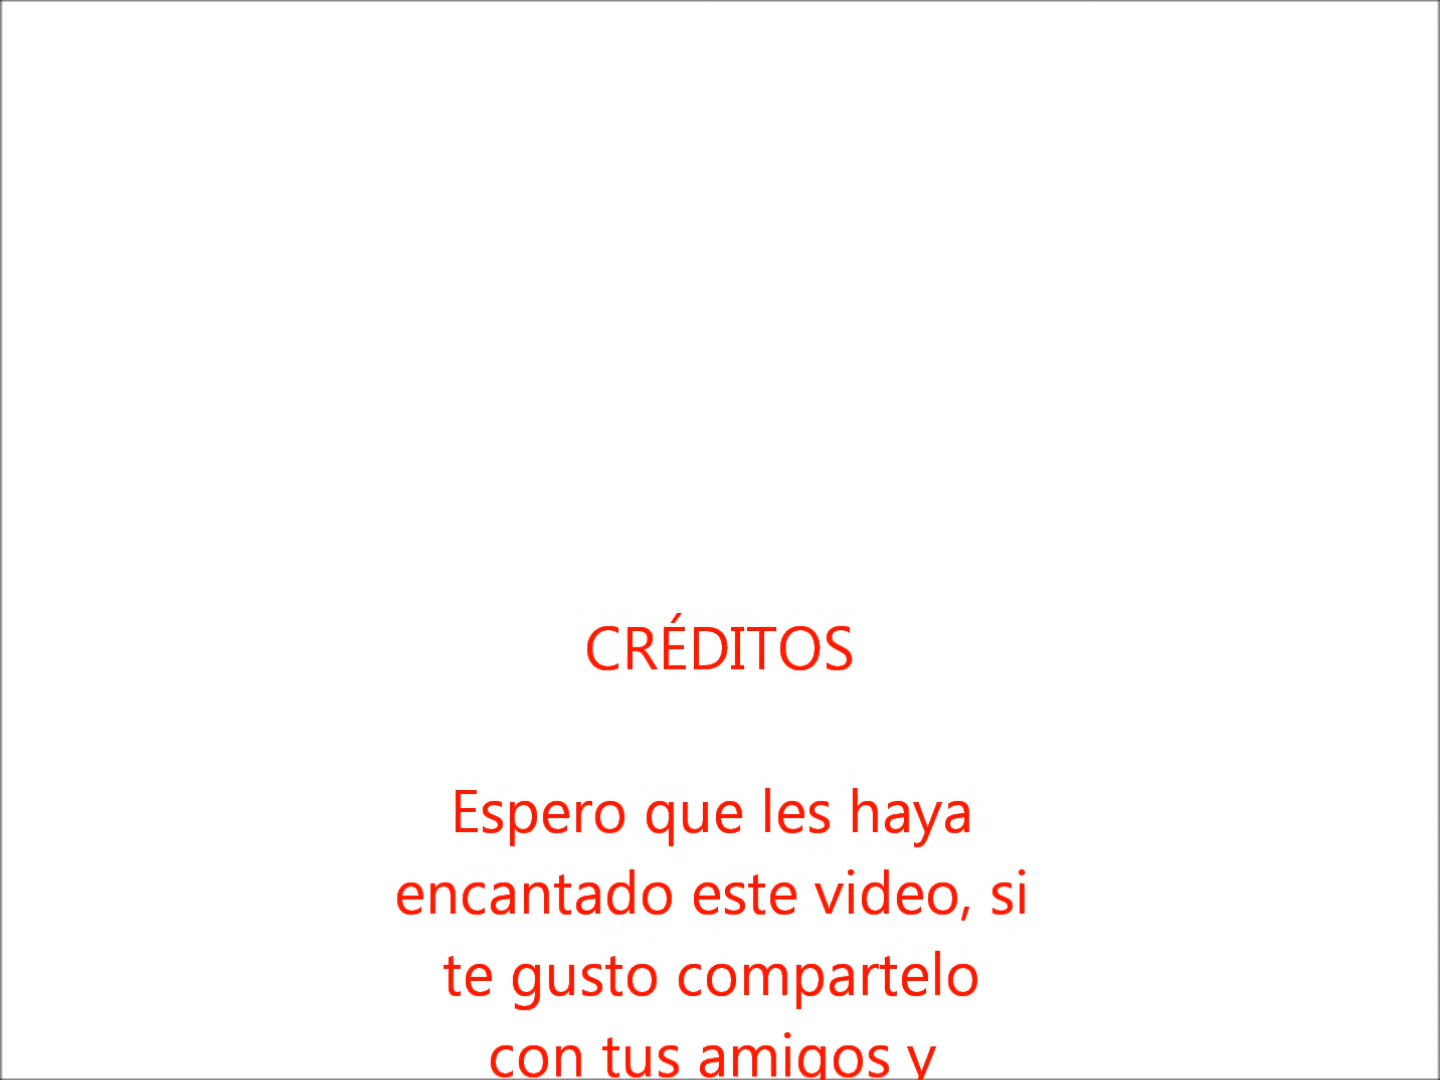 CRÉDITOS
Espero que les haya
encantado este video, si
te gusto compartelo
con tus amigos y